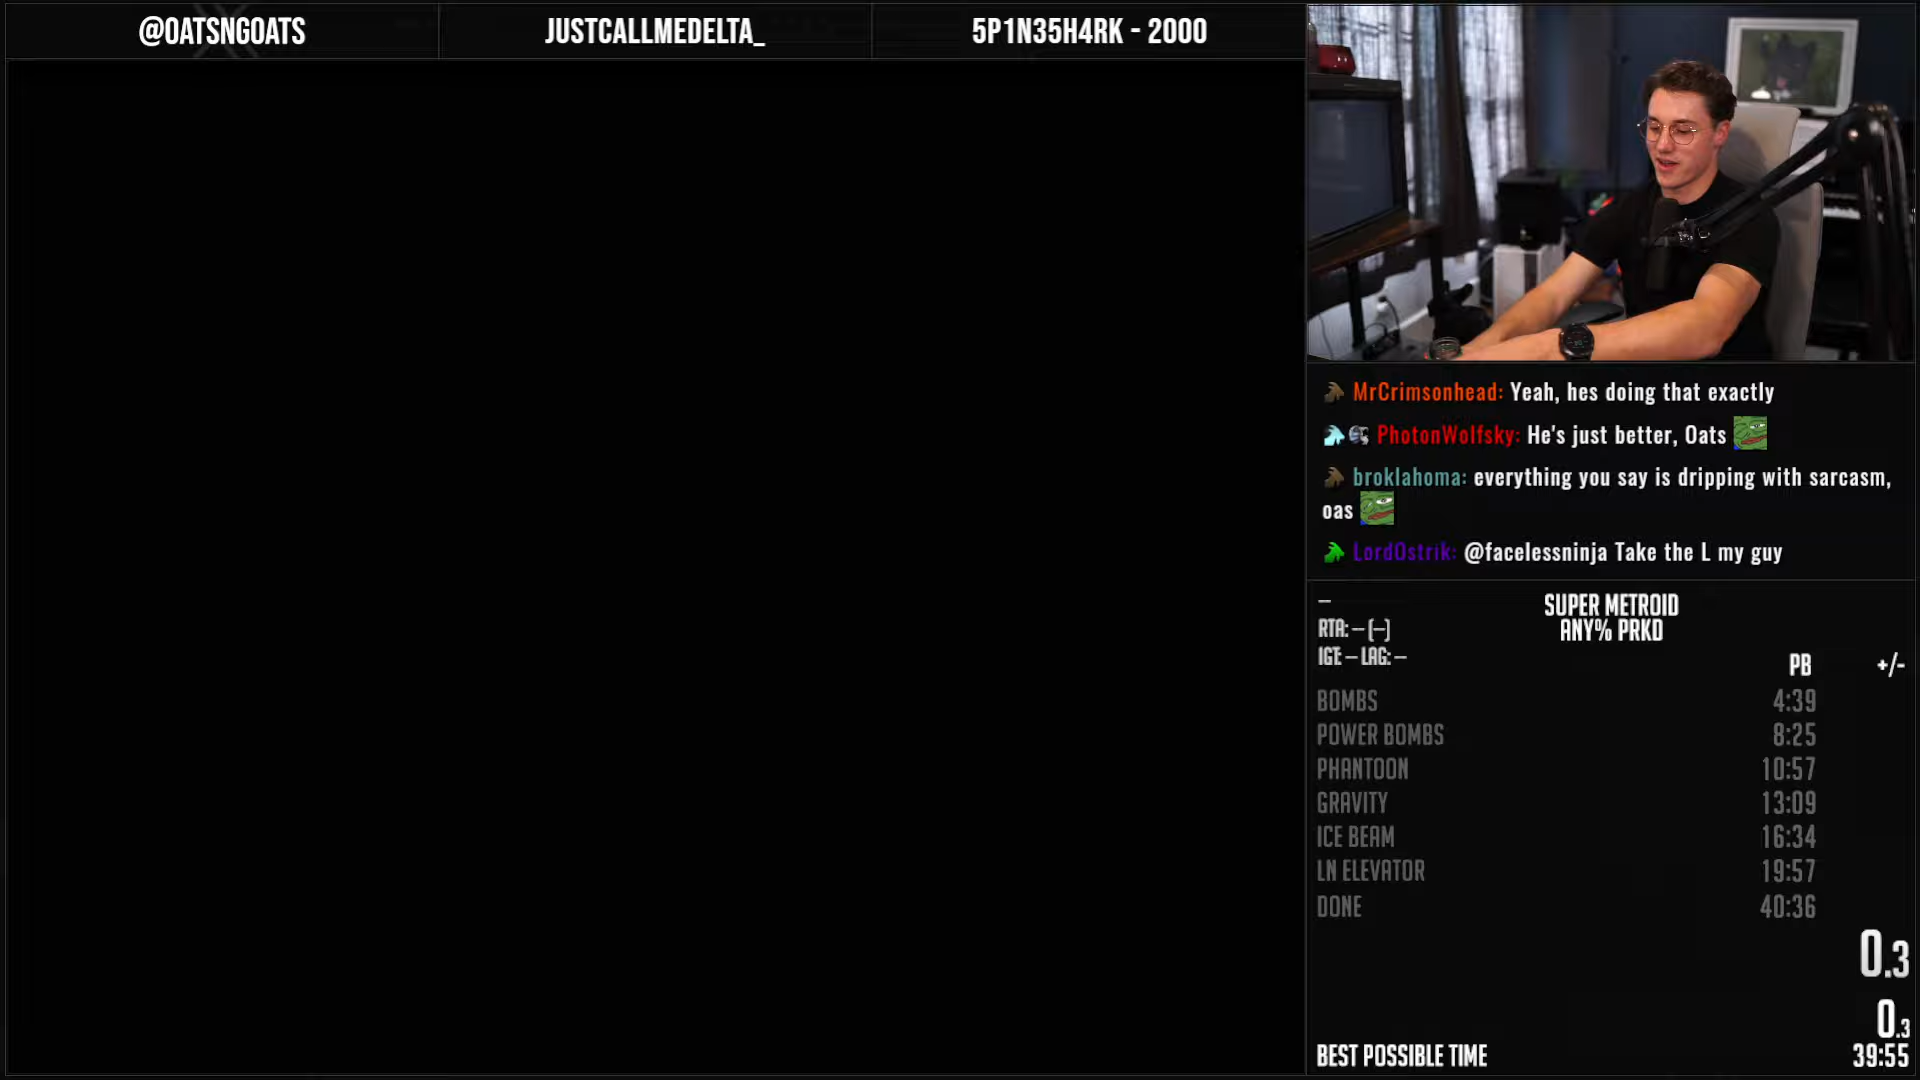 @OATSNGOATS
JUSTCALLMEDELTA_
5P1N35H4RK - 2000
MrCrimsonhead: Yeah, hes doing that exactly
PhotonWolfsky: He's just better, Oats
broklahoma: everything you say is dripping with sarcasm,
oas
LordOstrik: @facelessninja Take the L my guy
—
SUPER METROID
RTA: — (—)
ANY% PRKD
IGT: — LAG: —
PB +/-
BOMBS 4:39
POWER BOMBS 8:25
PHANTOON 10:57
GRAVITY 13:09
ICE BEAM 16:34
LN ELEVATOR 19:57
DONE 40:36
0.3
0.3
BEST POSSIBLE TIME 39:55